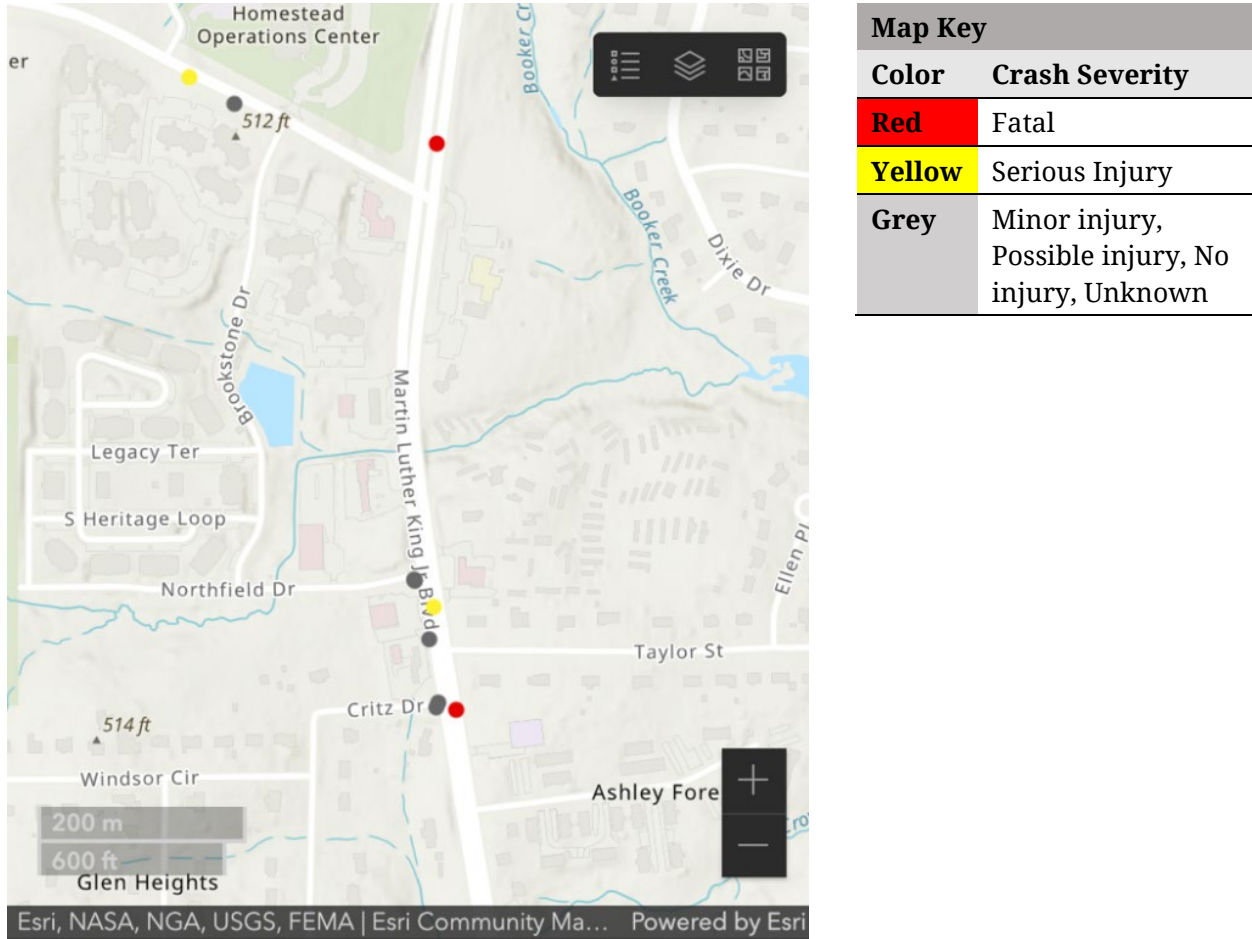 Homestead
Operations Center
er
Booker Cr
512 ft
Booker Creek
Dixie Dr
Brookstone Dr
Martin Luther King Jr Blvd
Legacy Ter
S Heritage Loop
Ellen Pl
Northfield Dr
Taylor St
Critz Dr
514 ft
Windsor Cir
Ashley Fore
200 m
600 ft
Cro
Glen Heights
Esri, NASA, NGA, USGS, FEMA | Esri Community Ma... Powered by Esri
Map Key
Color Crash Severity
Red Fatal
Yellow Serious Injury
Grey Minor injury,
Possible injury, No
injury, Unknown